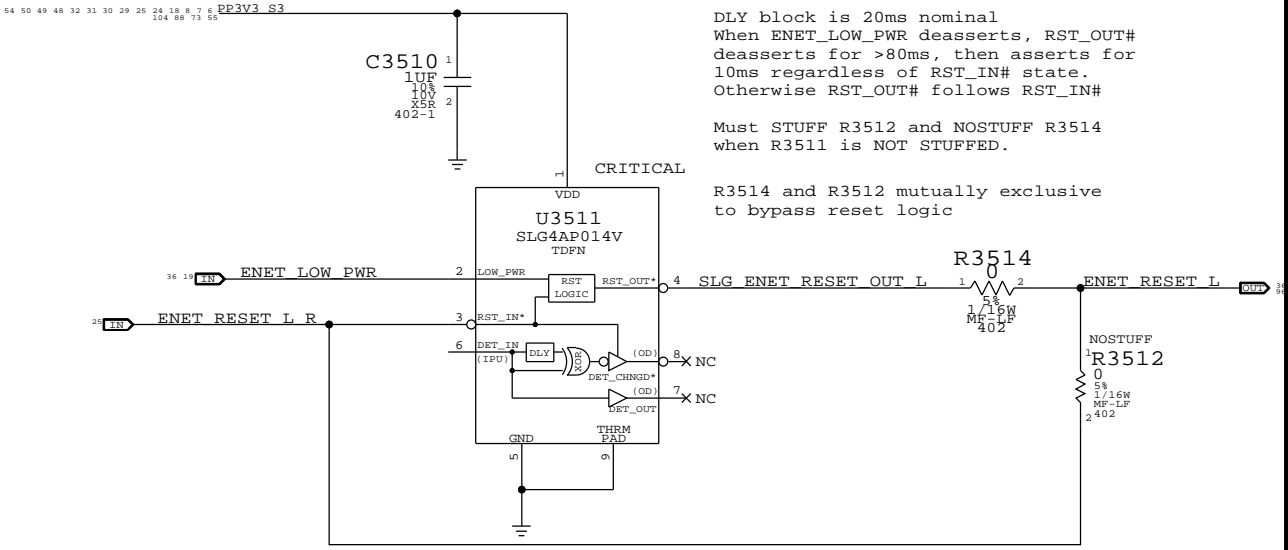 54 50 49 48 32 31 30 29 25 24 18 8 7 6 PP3V3_S3
104 88 73 55
DLY block is 20ms nominal
When ENET_LOW_PWR deasserts, RST_OUT#
deasserts for >80ms, then asserts for
10ms regardless of RST_IN# state.
Otherwise RST_OUT# follows RST_IN#
Must STUFF R3512 and NOSTUFF R3514
when R3511 is NOT STUFFED.
R3514 and R3512 mutually exclusive
to bypass reset logic
C3510 1
1UF
10%
10V
X5R 2
402-1
CRITICAL
1
VDD
U3511
SLG4AP014V
TDFN
36 19 IN ENET_LOW_PWR 2 LOW_PWR
RST
LOGIC
RST_OUT* 4 SLG_ENET_RESET_OUT_L
R3514
0
1 2
5%
1/16W
MF-LF
402
ENET_RESET_L OUT
25 IN ENET_RESET_L_R 3 RST_IN*
6 DET_IN
(IPU)
DLY
XOR
(OD) 8 NC
DET_CHNGD*
(OD) 7 NC
DET_OUT
GND
THRM
PAD
5
9
NOSTUFF
1
R3512
0
5%
1/16W
MF-LF
2 402